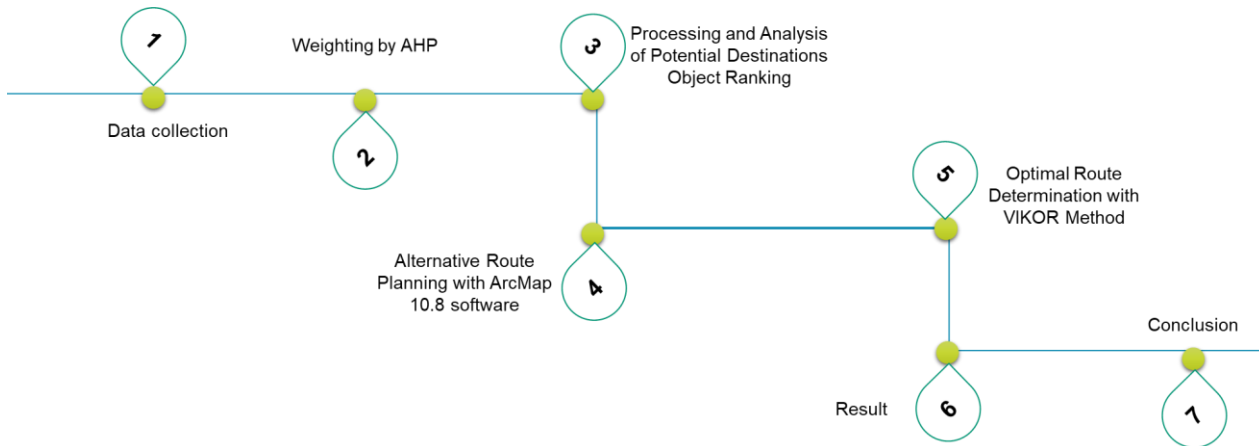 1
Data collection
Weighting by AHP
2
3
Processing and Analysis
of Potential Destinations
Object Ranking
Alternative Route
Planning with ArcMap
10.8 software
4
5
Optimal Route
Determination with
VIKOR Method
Result
6
Conclusion
7